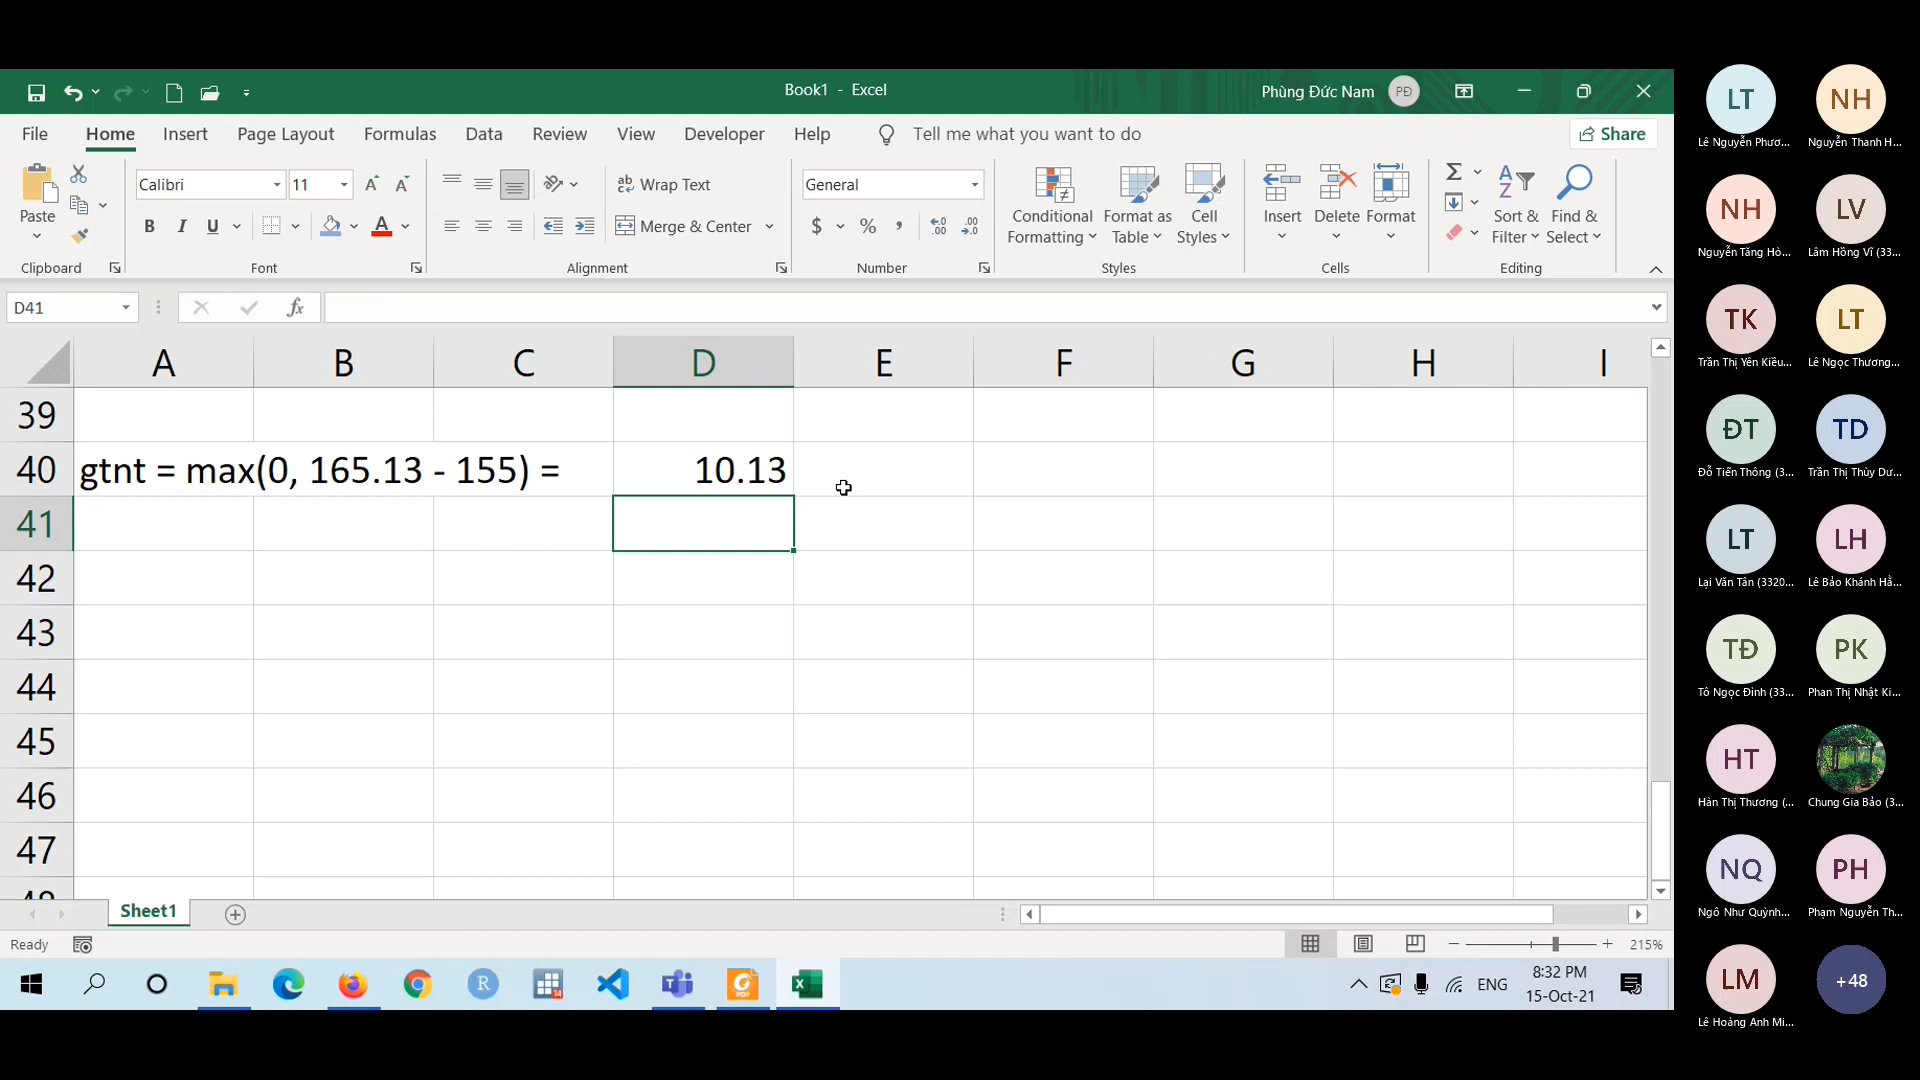 Book1 - Excel
Phùng Đức Nam
PĐ
File Home Insert Page Layout Formulas Data Review View Developer Help Tell me what you want to do Share
Paste
Calibri 11
B I U
Wrap Text
Merge & Center
General
$ % ,
Conditional Formatting
Format as Table
Cell Styles
Insert Delete Format
Sort & Filter
Find & Select
Clipboard Font Alignment Number Styles Cells Editing
D41 fx
A B C D E F G H I
39
40 gtnt = max(0, 165.13 - 155) = 10.13
41
42
43
44
45
46
47
48
Sheet1
Ready
215%
ENG
8:32 PM
15-Oct-21
LT NH
Lê Nguyễn Phươ... Nguyễn Thanh H...
NH LV
Nguyễn Tăng Hò... Lâm Hồng Vĩ (33...
TK LT
Trần Thị Yên Kiều... Lê Ngọc Thương...
ĐT TD
Đỗ Tiến Thông (3... Trần Thị Thùy Dư...
LT LH
Lại Văn Tân (3320... Lê Bảo Khánh Hằ...
TĐ PK
Tô Ngọc Đình (33... Phan Thị Nhật Ki...
HT
Hàn Thị Thương (... Chung Gia Bảo (3...
NQ PH
Ngô Như Quỳnh... Phạm Nguyễn Th...
LM +48
Lê Hoàng Anh Mi...